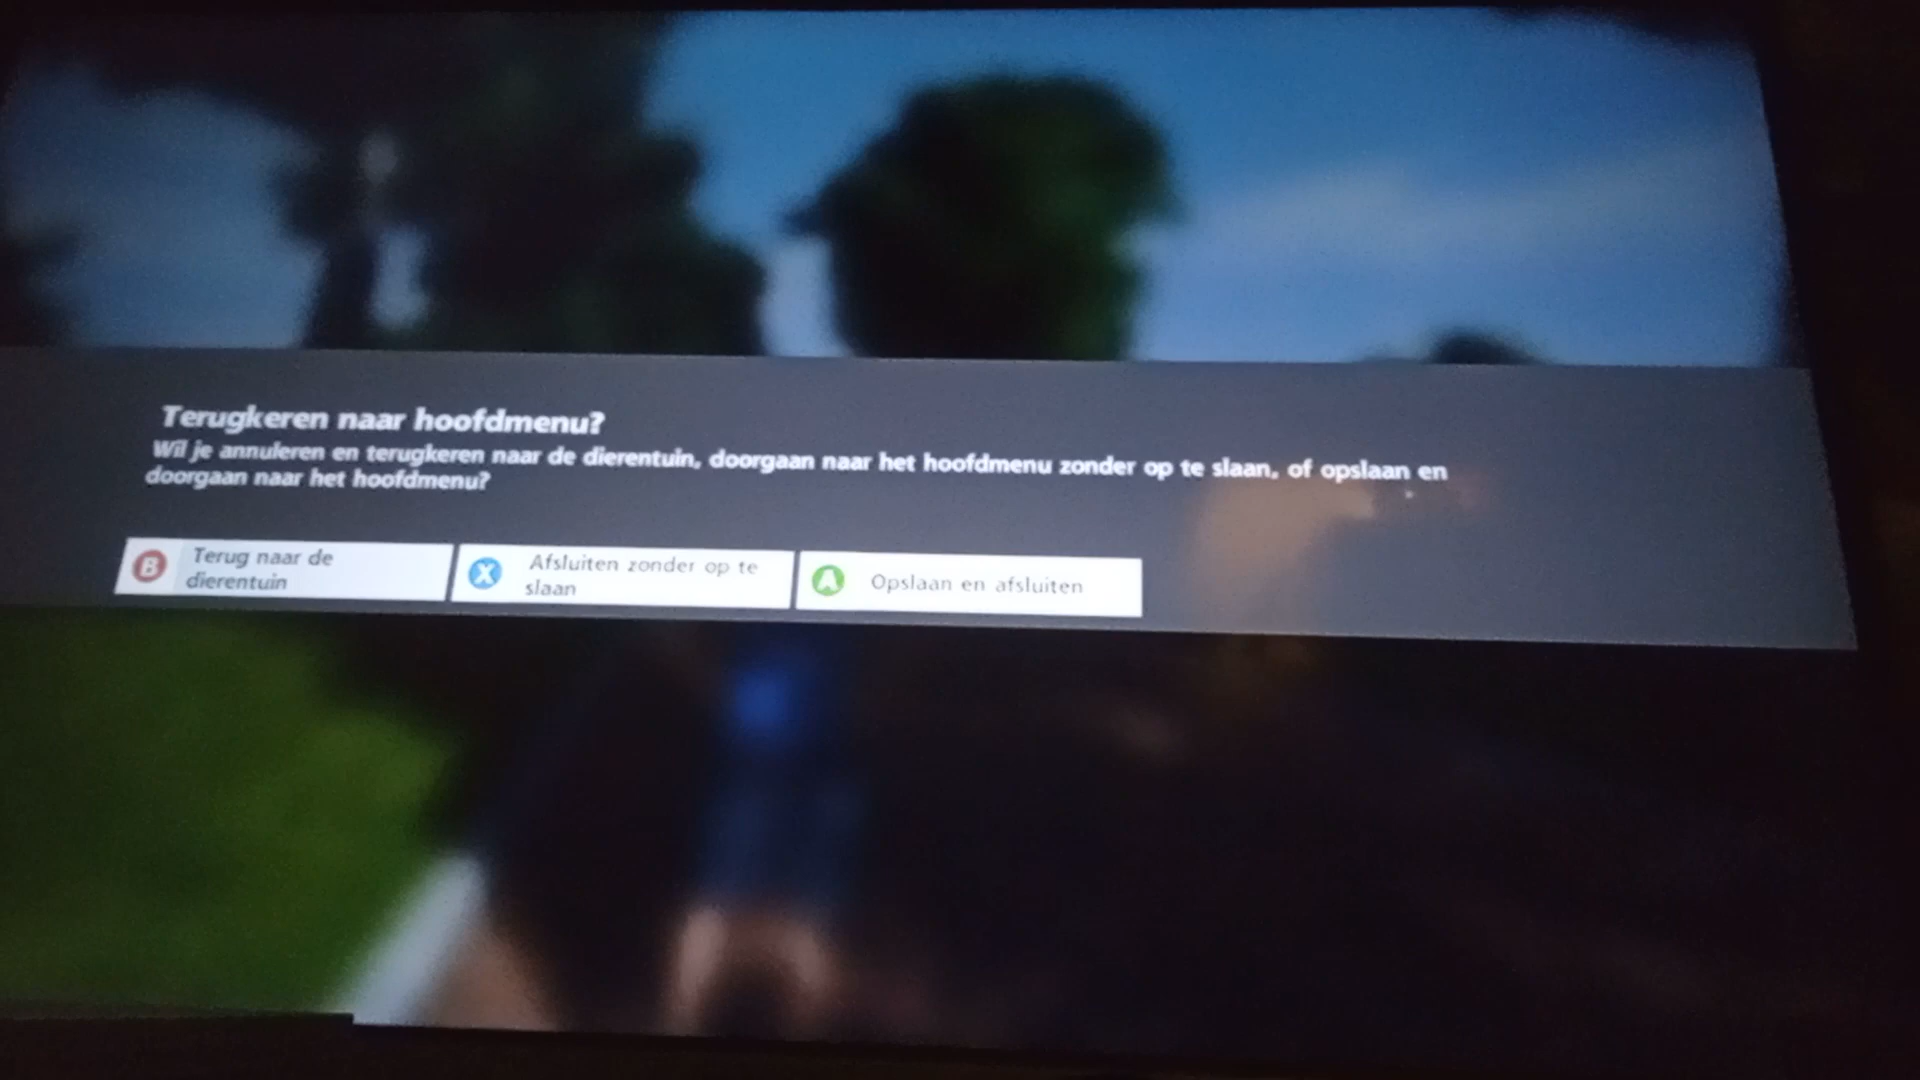 Terugkeren naar hoofdmenu?
Wil je annuleren en terugkeren naar de dierentuin, doorgaan naar het hoofdmenu zonder op te slaan, of opslaan en
doorgaan naar het hoofdmenu?
B Terug naar de
dierentuin
X Afsluiten zonder op te
slaan
A Opslaan en afsluiten